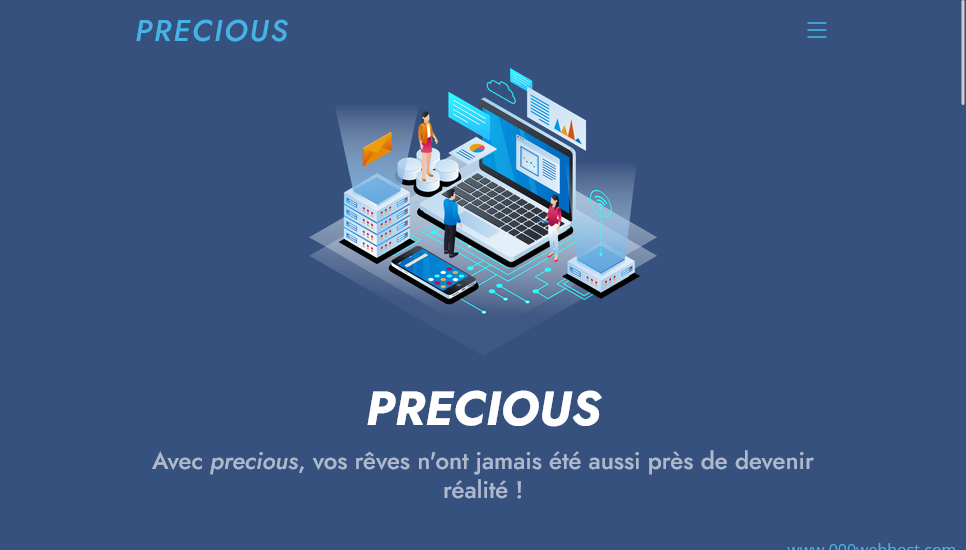 PRECIOUS
PRECIOUS
Avec precious, vos rêves n'ont jamais été aussi près de devenir
réalité !
www.000webhost.com